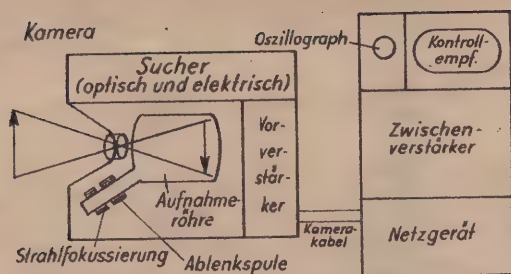 Kamera
Sucher
(optisch und elektrisch)
Vor-
ver-
stär-
ker
Aufnahme-
röhre
Strahlfokussierung
Ablenkspule
Kamera-
kabel
Oszillograph
Kontroll-
empf.
Zwischen-
verstärker
Netzgerät